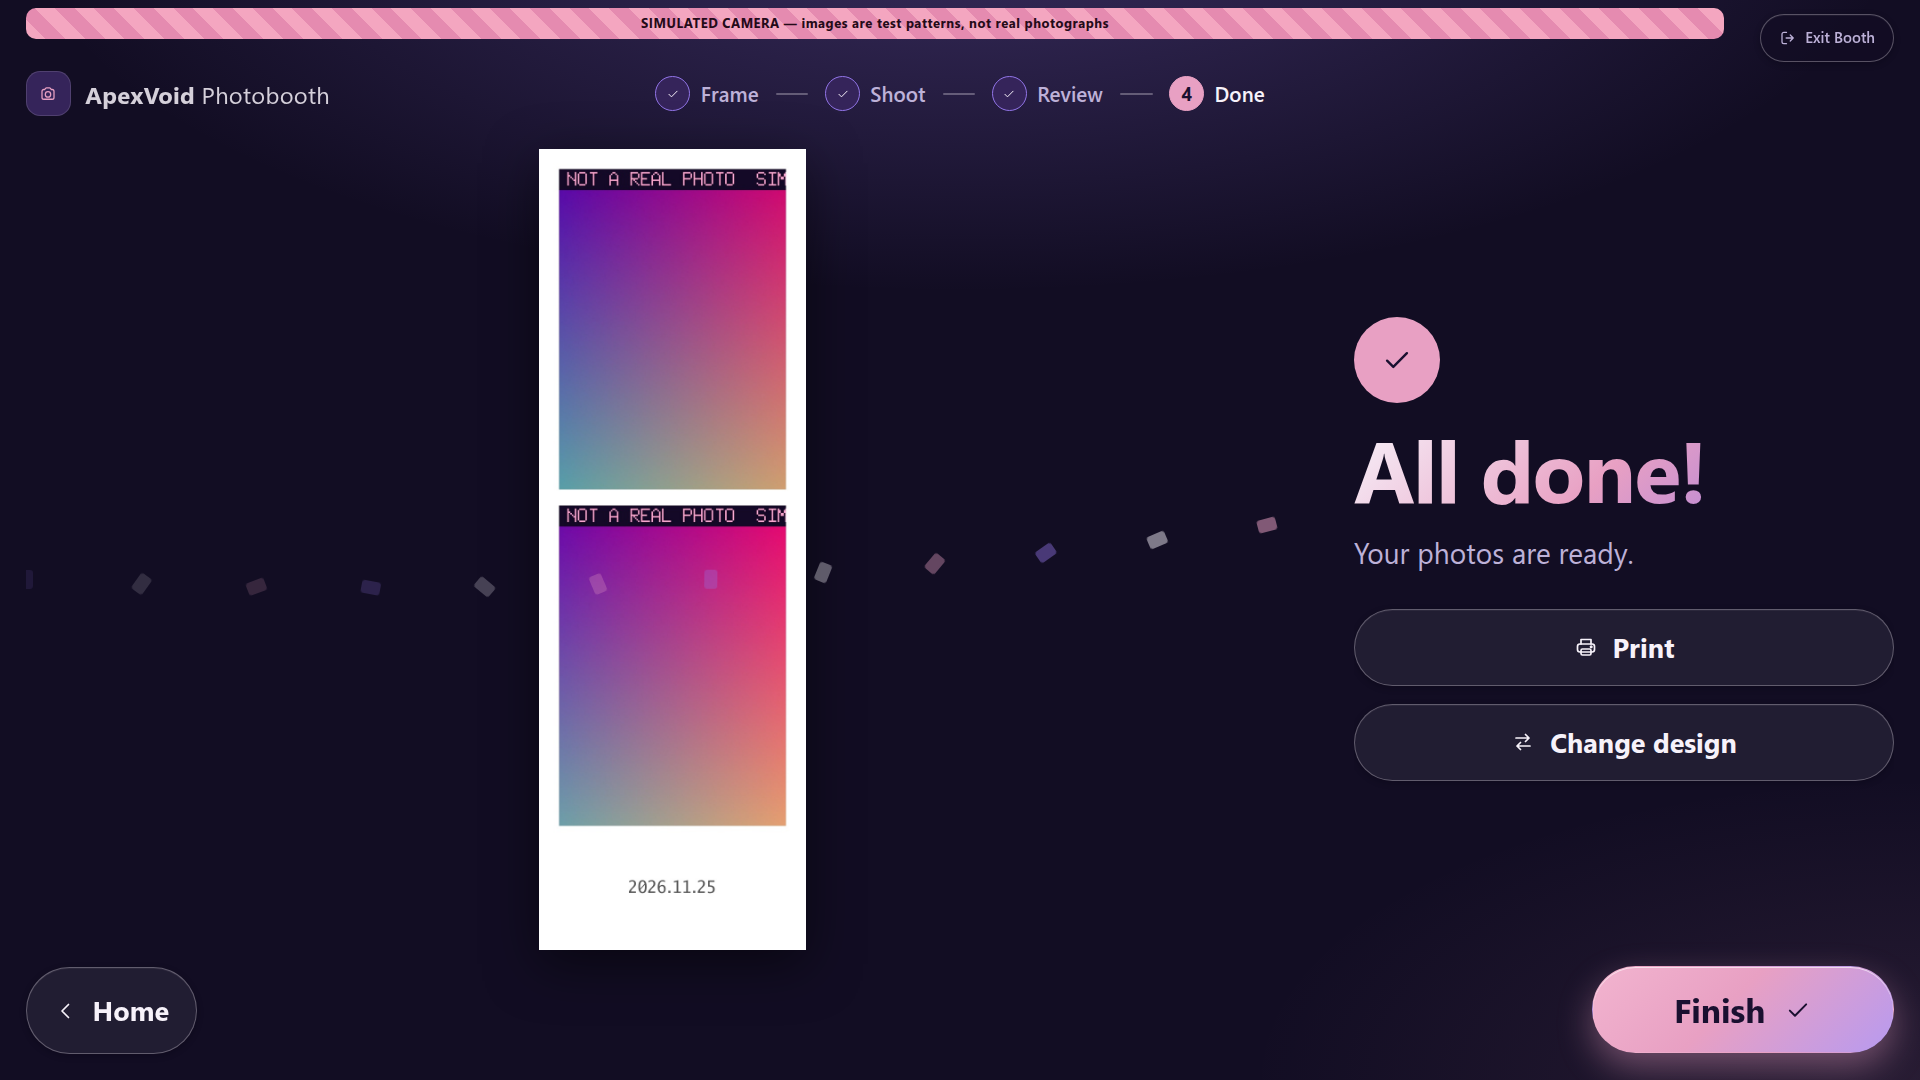 SIMULATED CAMERA — images are test patterns, not real photographs
Exit Booth
ApexVoid Photobooth
Frame
Shoot
Review
4 Done
NOT A REAL PHOTO SIM
NOT A REAL PHOTO SIM
2026.11.25
All done!
Your photos are ready.
Print
Change design
Home
Finish